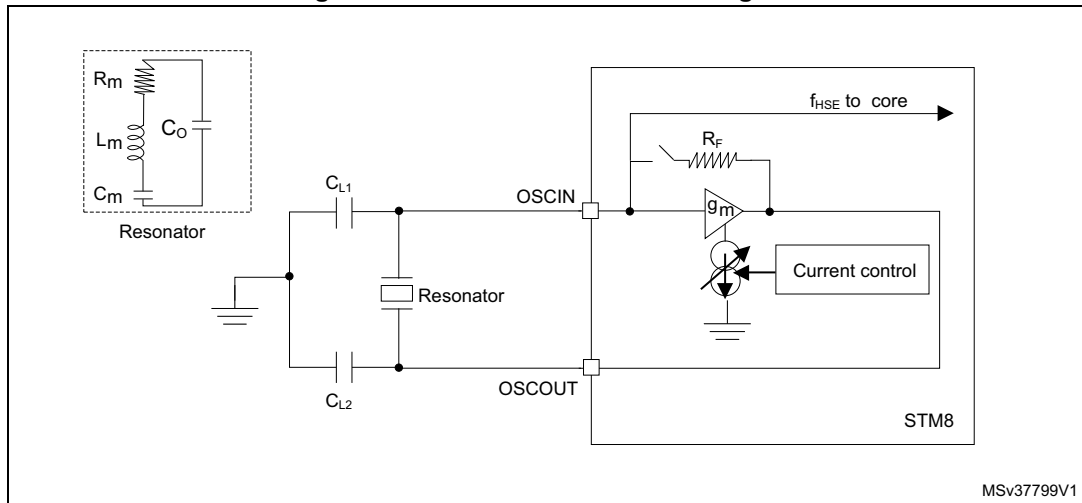 Rm
Lm
CO
Cm
Resonator
CL1
CL2
Resonator
OSCIN
OSCOUT
fHSE to core
RF
gm
Current control
STM8
MSv37799V1